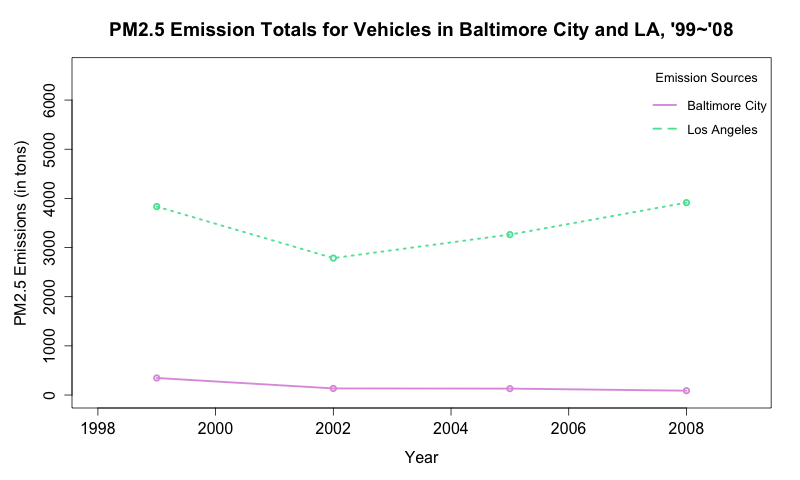 PM2.5 Emission Totals for Vehicles in Baltimore City and LA, '99~'08
Emission Sources
Baltimore City
Los Angeles
PM2.5 Emissions (in tons)
6000
5000
4000
3000
2000
1000
0
1998 2000 2002 2004 2006 2008
Year